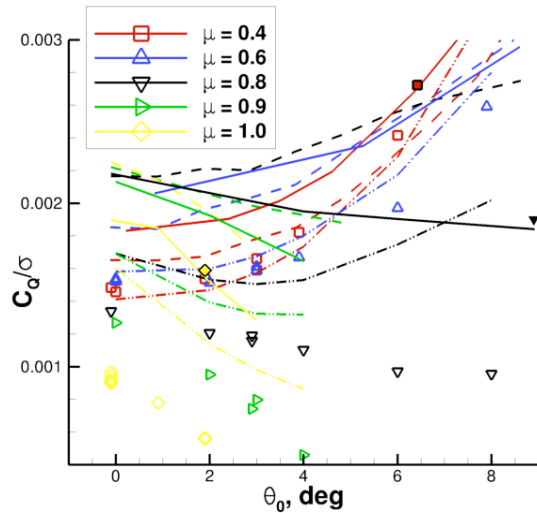 0.003
μ = 0.4
μ = 0.6
μ = 0.8
μ = 0.9
μ = 1.0
0.002
C_Q/σ
0.001
0 2 4 6 8
θ₀, deg